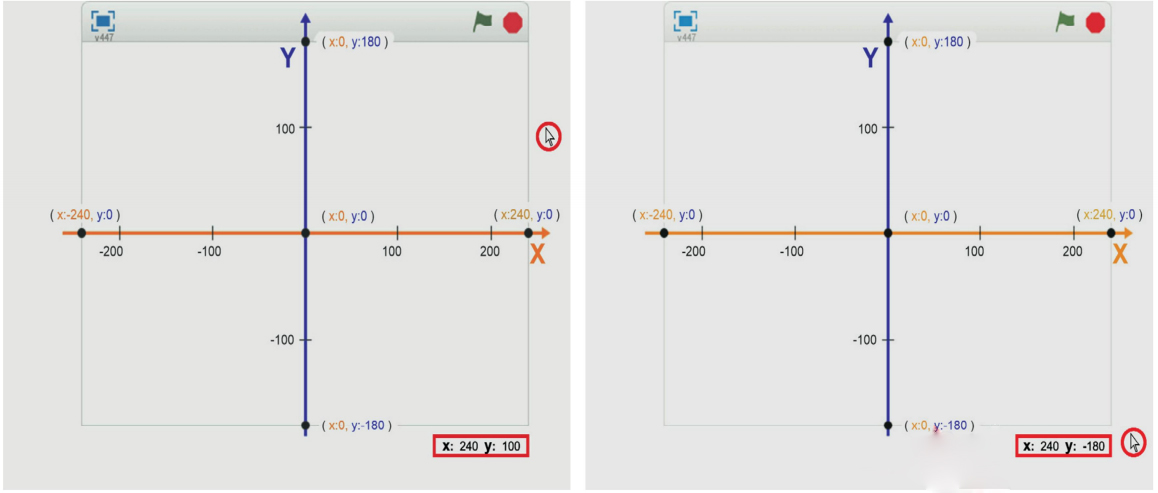 v447
( x:0, y:180 )
Y
100
( x:-240, y:0 )
( x:0, y:0 )
( x:240, y:0 )
-200
-100
100
200
X
-100
( x:0, y:-180 )
x: 240 y: 100
v447
( x:0, y:180 )
Y
100
( x:-240, y:0 )
( x:0, y:0 )
( x:240, y:0 )
-200
-100
100
200
X
-100
( x:0, y:-180 )
x: 240 y: -180